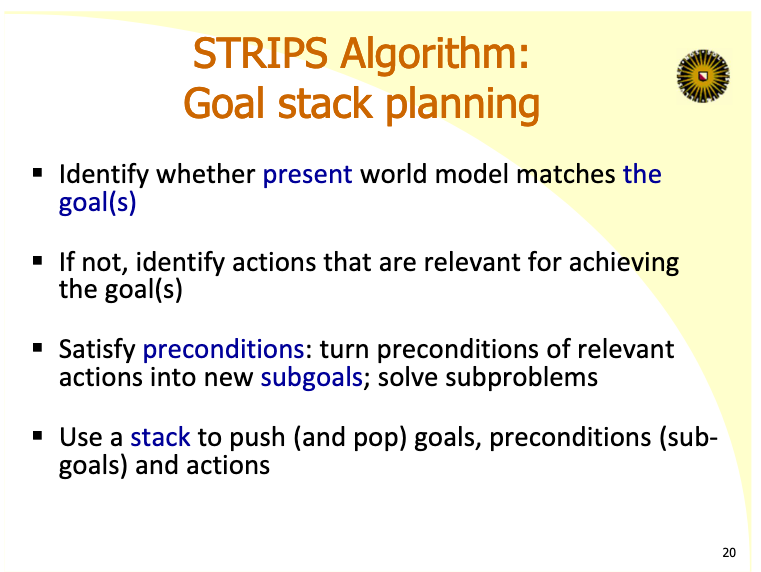 STRIPS Algorithm:
Goal stack planning
▪ Identify whether present world model matches the
goal(s)
▪ If not, identify actions that are relevant for achieving
the goal(s)
▪ Satisfy preconditions: turn preconditions of relevant
actions into new subgoals; solve subproblems
▪ Use a stack to push (and pop) goals, preconditions (sub-
goals) and actions
20